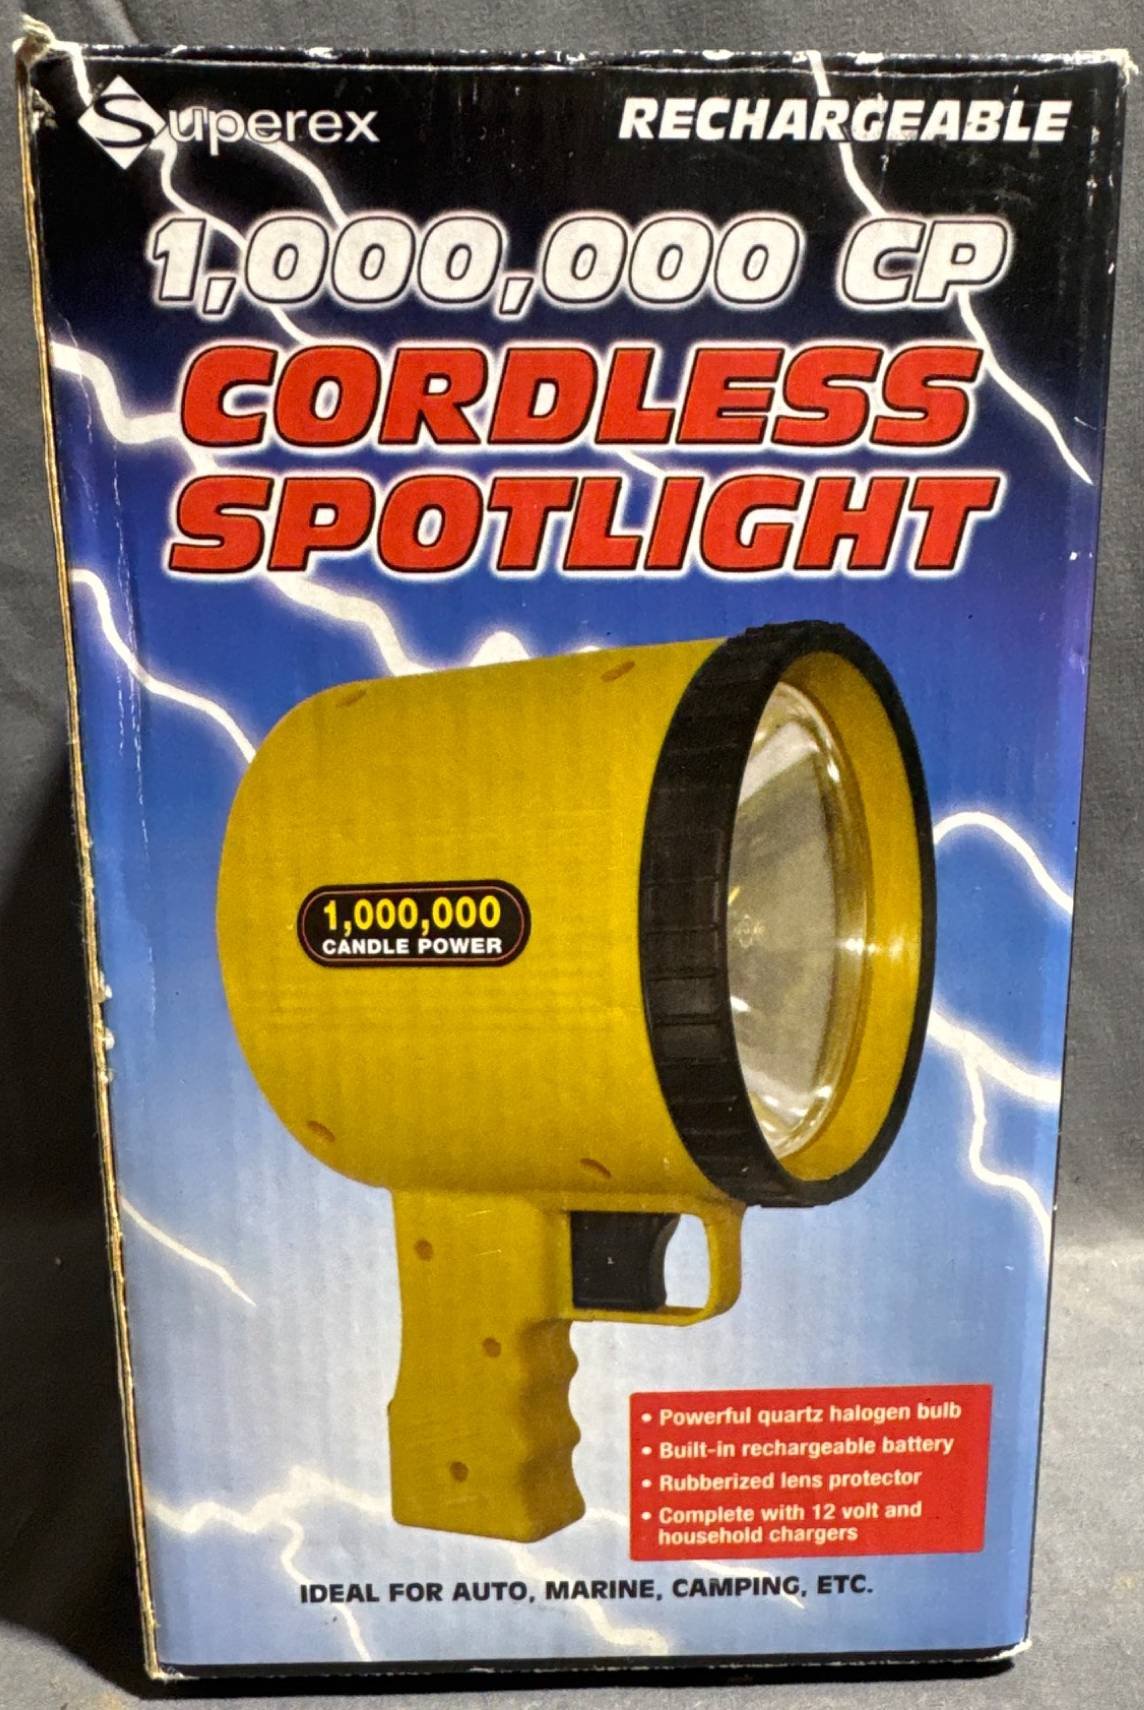 Superex
RECHARGEABLE
1,000,000 CP
CORDLESS
SPOTLIGHT
1,000,000
CANDLE POWER
• Powerful quartz halogen bulb
• Built-in rechargeable battery
• Rubberized lens protector
• Complete with 12 volt and
household chargers
IDEAL FOR AUTO, MARINE, CAMPING, ETC.